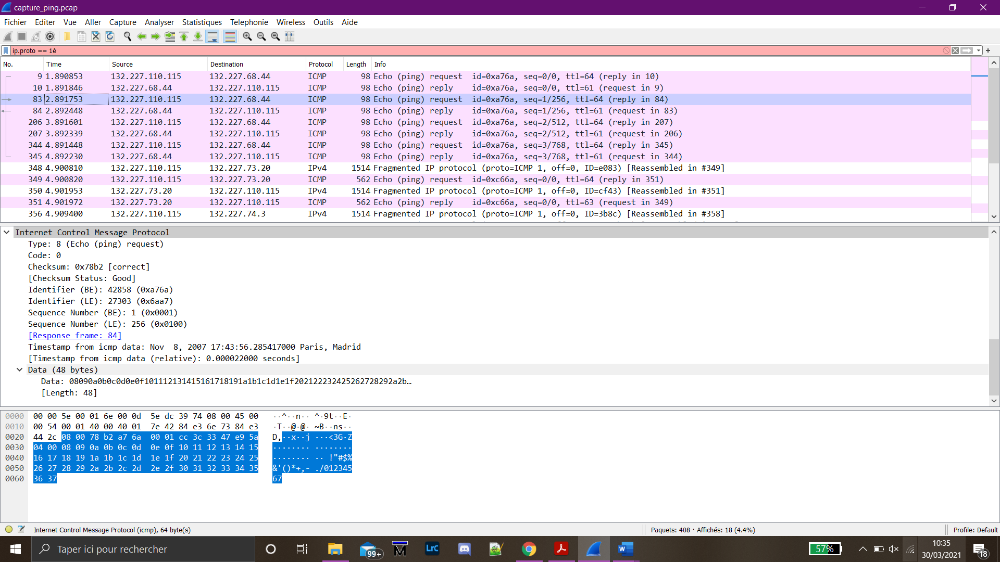 capture_ping.pcap
Fichier Editer Vue Aller Capture Analyser Statistiques Telephonie Wireless Outils Aide
ip.proto == 1è
No. Time Source Destination Protocol Length Info
9 1.890853 132.227.110.115 132.227.68.44 ICMP 98 Echo (ping) request id=0xa76a, seq=0/0, ttl=64 (reply in 10)
10 1.891846 132.227.68.44 132.227.110.115 ICMP 98 Echo (ping) reply id=0xa76a, seq=0/0, ttl=61 (request in 9)
83 2.891753 132.227.110.115 132.227.68.44 ICMP 98 Echo (ping) request id=0xa76a, seq=1/256, ttl=64 (reply in 84)
84 2.892448 132.227.68.44 132.227.110.115 ICMP 98 Echo (ping) reply id=0xa76a, seq=1/256, ttl=61 (request in 83)
206 3.891601 132.227.110.115 132.227.68.44 ICMP 98 Echo (ping) request id=0xa76a, seq=2/512, ttl=64 (reply in 207)
207 3.892339 132.227.68.44 132.227.110.115 ICMP 98 Echo (ping) reply id=0xa76a, seq=2/512, ttl=61 (request in 206)
344 4.891448 132.227.110.115 132.227.68.44 ICMP 98 Echo (ping) request id=0xa76a, seq=3/768, ttl=64 (reply in 345)
345 4.892230 132.227.68.44 132.227.110.115 ICMP 98 Echo (ping) reply id=0xa76a, seq=3/768, ttl=61 (request in 344)
348 4.900810 132.227.110.115 132.227.73.20 IPv4 1514 Fragmented IP protocol (proto=ICMP 1, off=0, ID=e083) [Reassembled in #349]
349 4.900820 132.227.110.115 132.227.73.20 ICMP 562 Echo (ping) request id=0xc66a, seq=0/0, ttl=64 (reply in 351)
350 4.901953 132.227.73.20 132.227.110.115 IPv4 1514 Fragmented IP protocol (proto=ICMP 1, off=0, ID=cf43) [Reassembled in #351]
351 4.901972 132.227.73.20 132.227.110.115 ICMP 562 Echo (ping) reply id=0xc66a, seq=0/0, ttl=63 (request in 349)
356 4.909400 132.227.110.115 132.227.74.3 IPv4 1514 Fragmented IP protocol (proto=ICMP 1, off=0, ID=3b8c) [Reassembled in #358]
Internet Control Message Protocol
Type: 8 (Echo (ping) request)
Code: 0
Checksum: 0x78b2 [correct]
[Checksum Status: Good]
Identifier (BE): 42858 (0xa76a)
Identifier (LE): 27303 (0x6aa7)
Sequence Number (BE): 1 (0x0001)
Sequence Number (LE): 256 (0x0100)
[Response frame: 84]
Timestamp from icmp data: Nov  8, 2007 17:43:56.285417000 Paris, Madrid
[Timestamp from icmp data (relative): 0.000022000 seconds]
Data (48 bytes)
Data: 08090a0b0c0d0e0f101112131415161718191a1b1c1d1e1f202122232425262728292a2b…
[Length: 48]
0000 00 00 5e 00 01 6e 00 0d 5e dc 39 74 08 00 45 00 ··^··n·· ^·9t··E·
0010 00 54 00 01 40 00 40 01 7e 42 84 e3 6e 73 84 e3 ·T··@·@· ~B··ns··
0020 44 2c 08 00 78 b2 a7 6a 00 01 cc 3c 33 47 e9 5a D,··x··j ···<3G·Z
0030 04 00 08 09 0a 0b 0c 0d 0e 0f 10 11 12 13 14 15 ········ ········
0040 16 17 18 19 1a 1b 1c 1d 1e 1f 20 21 22 23 24 25 ········ ·· !"#$%
0050 26 27 28 29 2a 2b 2c 2d 2e 2f 30 31 32 33 34 35 &'()*+,- ./012345
0060 36 37 67
Internet Control Message Protocol (icmp), 64 byte(s) Paquets: 408 · Affichés: 18 (4.4%) Profile: Default
Taper ici pour rechercher 99+ M LrC W 57% 10:35
30/03/2021 18